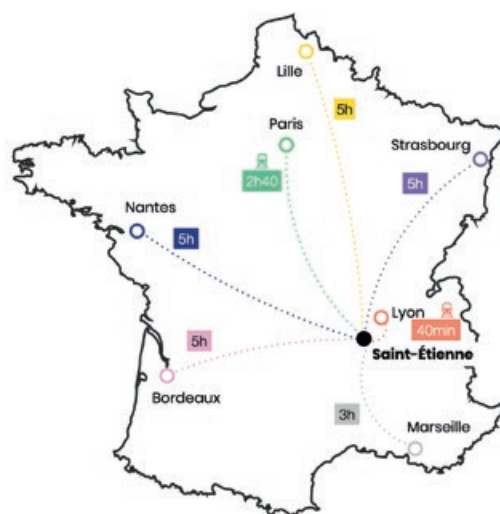 Lille
5h
Paris
Strasbourg
2h40
5h
Nantes
5h
Lyon
40min
Saint-Étienne
5h
Bordeaux
3h
Marseille